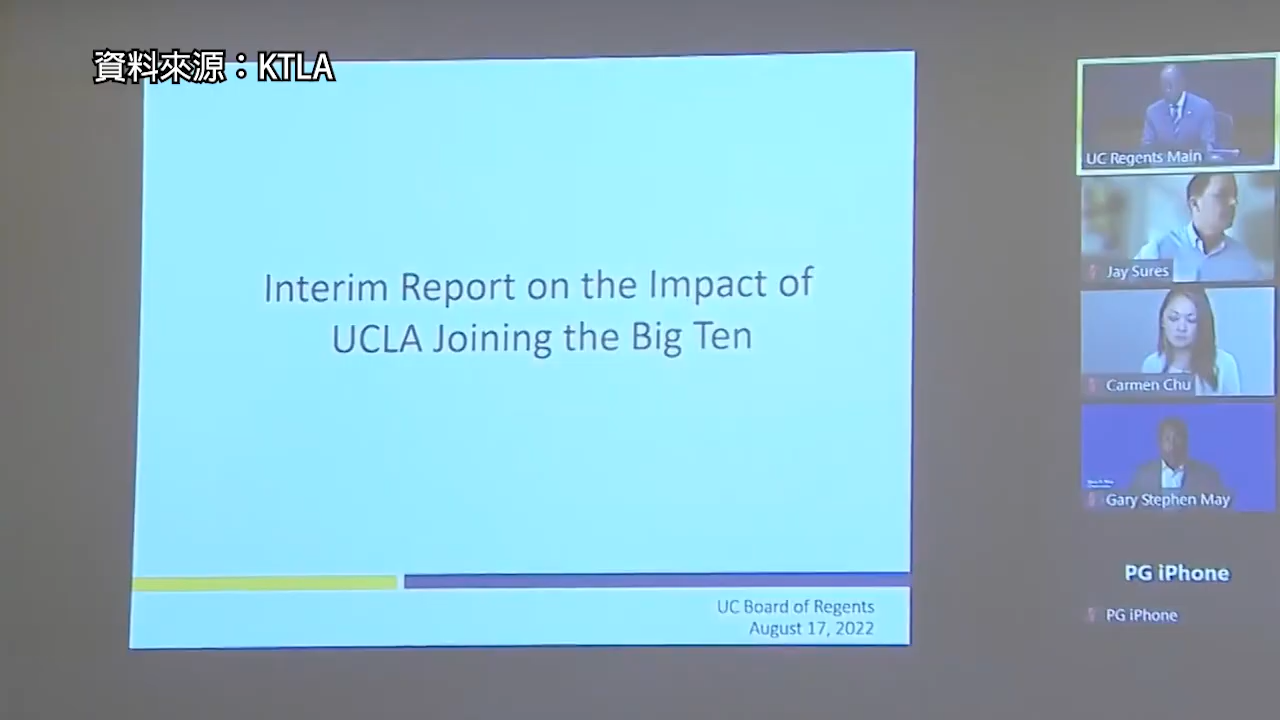 資料來源：KTLA
Interim Report on the Impact of
UCLA Joining the Big Ten
UC Board of Regents
August 17, 2022
UC Regents Main
Jay Sures
Carmen Chu
Gary Stephen May
PG iPhone
PG iPhone